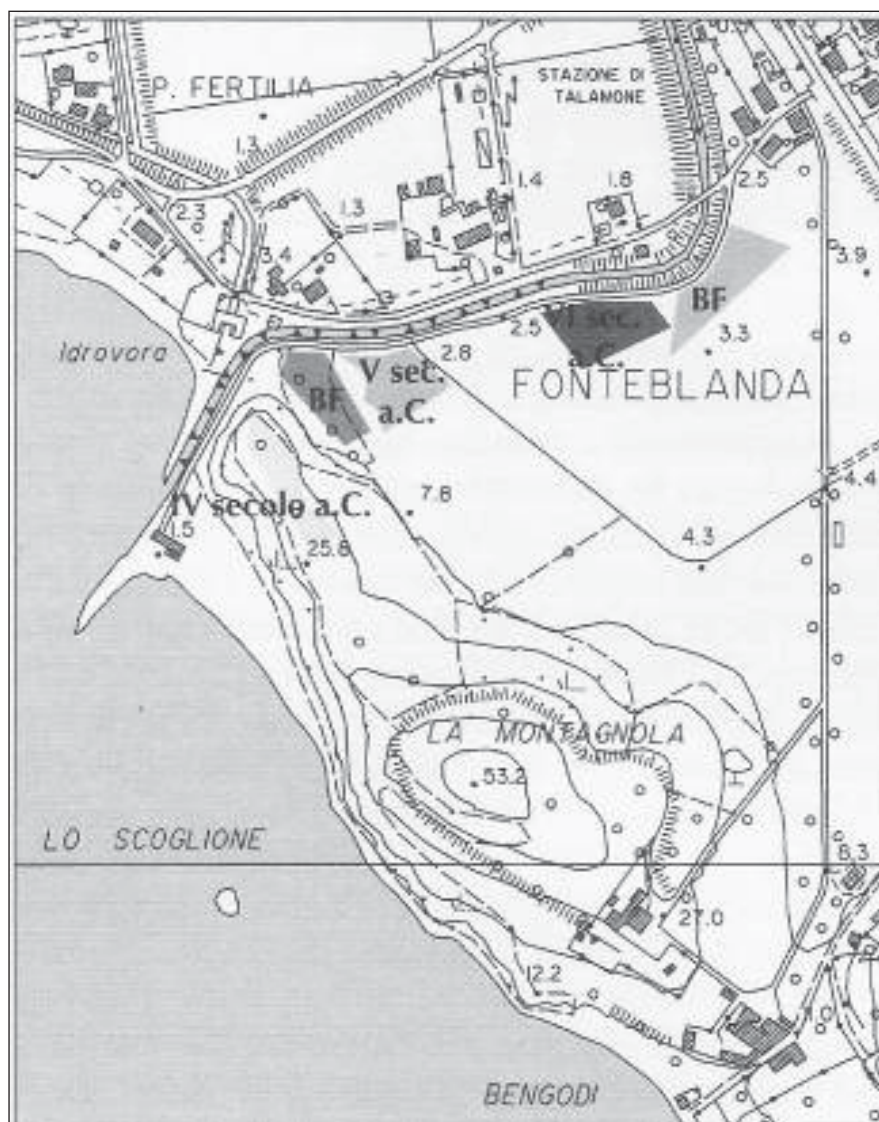 P. FERTILIA
STAZIONE DI
TALAMONE
0.5
1.3
1.3
1.4
1.8
2.5
2.3
3.4
3.9
BF
VI sec.
a.C.
2.5
3.3
Idrovora
2.8
FONTEBLANDA
V sec.
a.C.
BF
4.4
IV secolo a.C.
7.8
1.5
4.3
25.8
LA MONTAGNOLA
53.2
LO SCOGLIONE
8.3
27.0
12.2
BENGODI